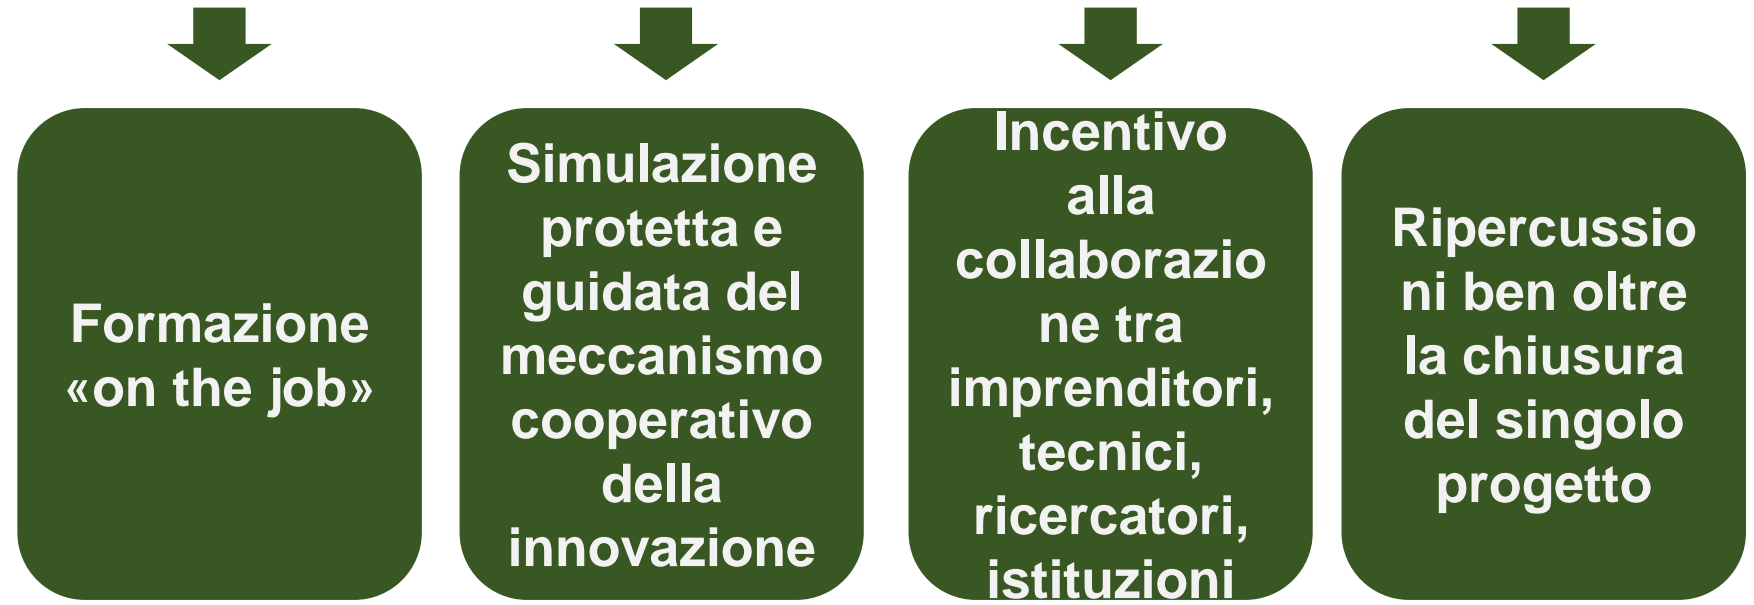 Formazione
«on the job»
Simulazione
protetta e
guidata del
meccanismo
cooperativo
della
innovazione
Incentivo
alla
collaborazio
ne tra
imprenditori,
tecnici,
ricercatori,
istituzioni
Ripercussio
ni ben oltre
la chiusura
del singolo
progetto